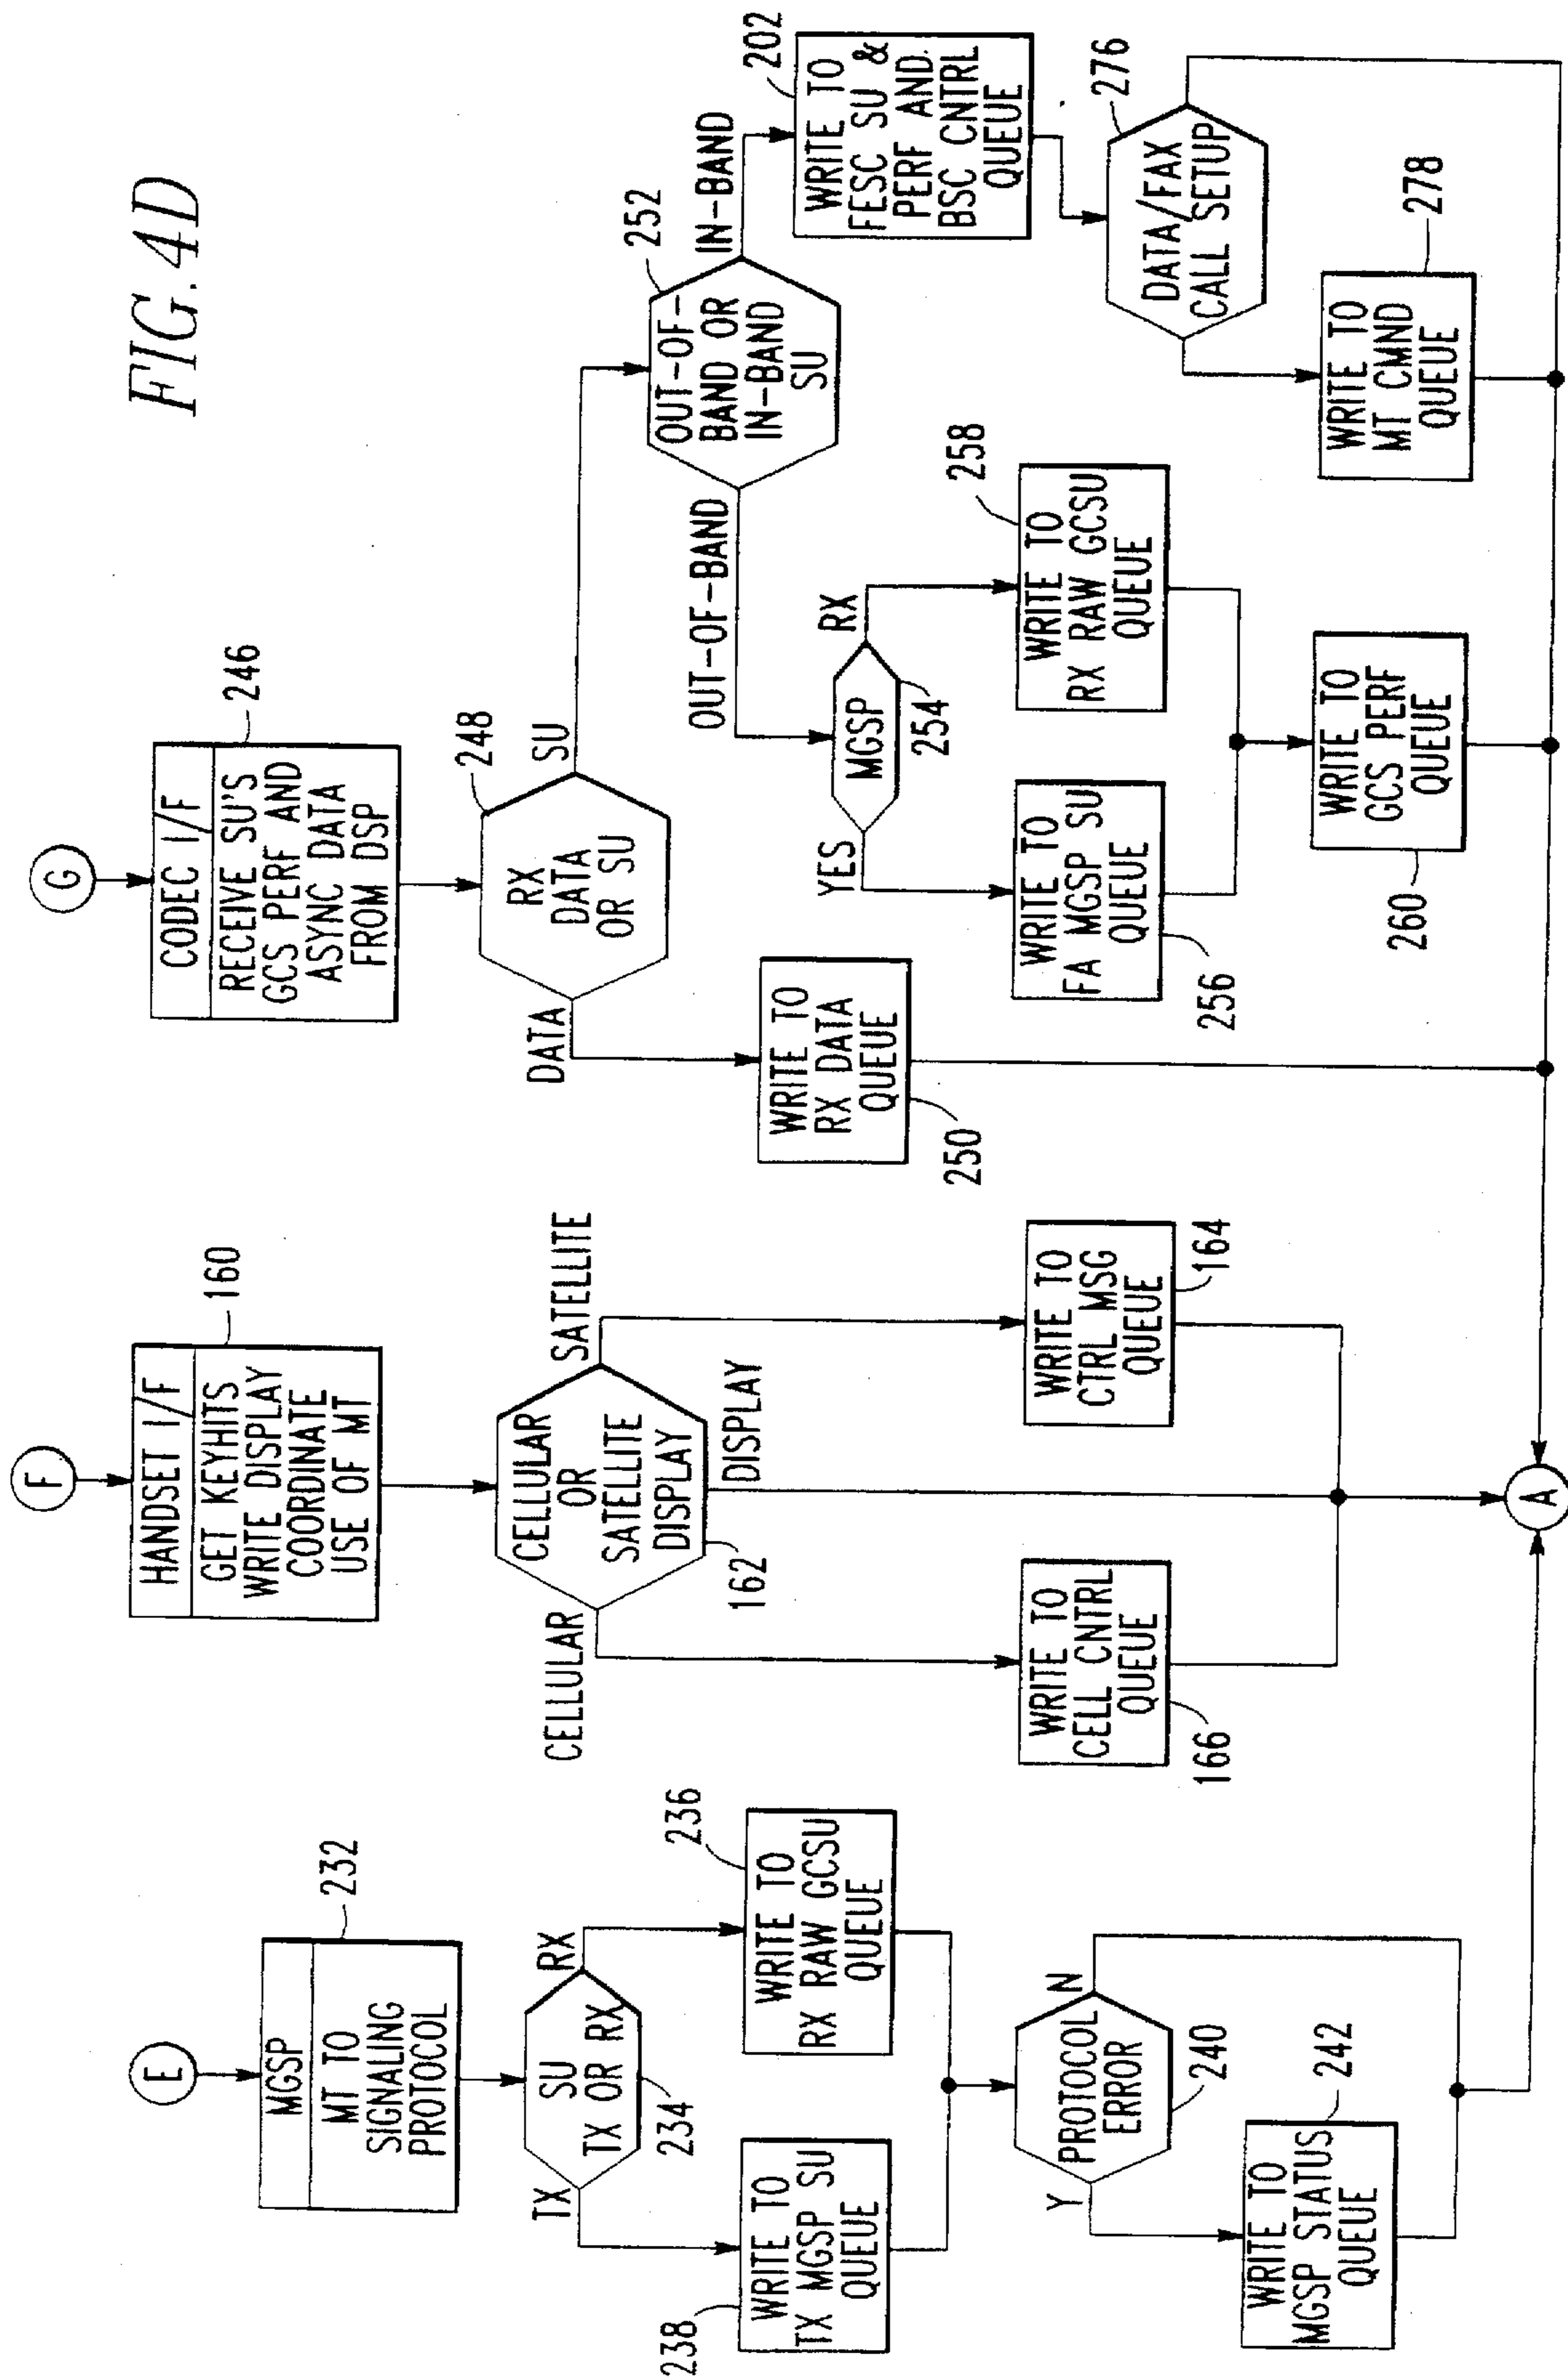 FIG. 4D
E
MGSP
232
MT TO
SIGNALING
PROTOCOL
SU
TX OR RX
234
TX
RX
WRITE TO
TX MGSP SU
QUEUE
238
WRITE TO
RX RAW GCSU
QUEUE
236
PROTOCOL
ERROR
240
Y
N
WRITE TO
MGSP STATUS
QUEUE
242
F
HANDSET I/F
160
GET KEYHITS
WRITE DISPLAY
COORDINATE
USE OF MT
CELLULAR
OR
SATELLITE
DISPLAY
162
CELLULAR
SATELLITE
DISPLAY
WRITE TO
CELL CNTRL
QUEUE
166
WRITE TO
CTRL MSG
QUEUE
164
A
G
CODEC I/F
246
RECEIVE SU'S
GCS PERF AND
ASYNC DATA
FROM DSP
RX
DATA
OR SU
248
DATA
SU
WRITE TO
RX DATA
QUEUE
250
OUT-OF-
BAND OR
IN-BAND
SU
252
OUT-OF-BAND
IN-BAND
MGSP
254
YES
RX
WRITE TO
FA MGSP SU
QUEUE
256
WRITE TO
RX RAW GCSU
QUEUE
258
WRITE TO
GCS PERF
QUEUE
260
WRITE TO
FESC SU &
PERF AND.
BSC CNTRL
QUEUE
202
DATA/FAX
CALL SETUP
276
WRITE TO
MT CMND
QUEUE
278